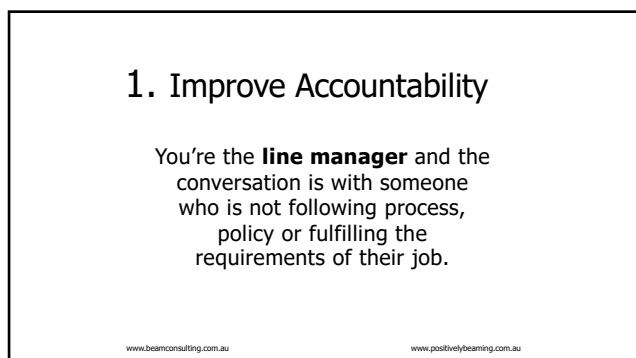 1. Improve Accountability
You’re the line manager and the
conversation is with someone
who is not following process,
policy or fulfilling the
requirements of their job.
www.beamconsulting.com.au www.positivelybeaming.com.au